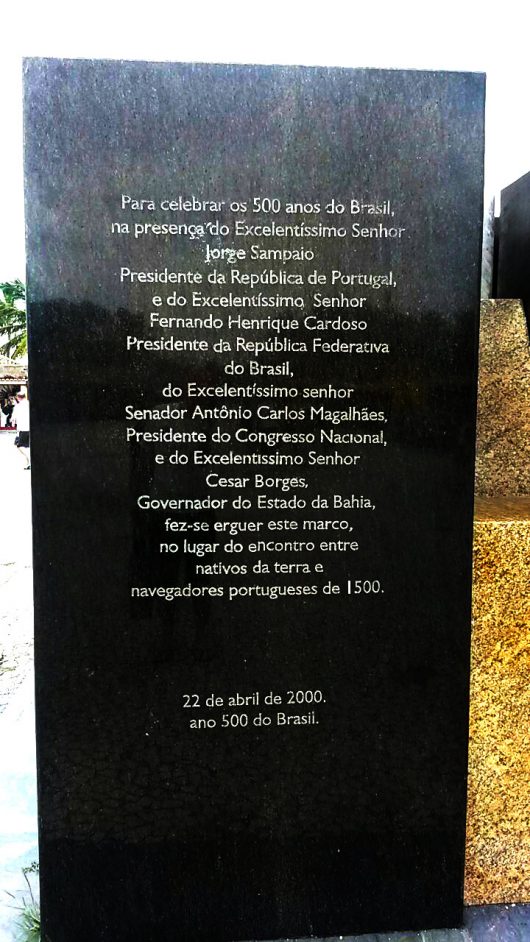 Para celebrar os 500 anos do Brasil,
na presença do Excelentíssimo Senhor
Jorge Sampaio
Presidente da República de Portugal,
e do Excelentíssimo Senhor
Fernando Henrique Cardoso
Presidente da República Federativa
do Brasil,
do Excelentíssimo senhor
Senador Antônio Carlos Magalhães,
Presidente do Congresso Nacional,
e do Excelentissimo Senhor
Cesar Borges,
Governador do Estado da Bahia,
fez-se erguer este marco,
no lugar do encontro entre
nativos da terra e
navegadores portugueses de 1500.
22 de abril de 2000.
ano 500 do Brasil.